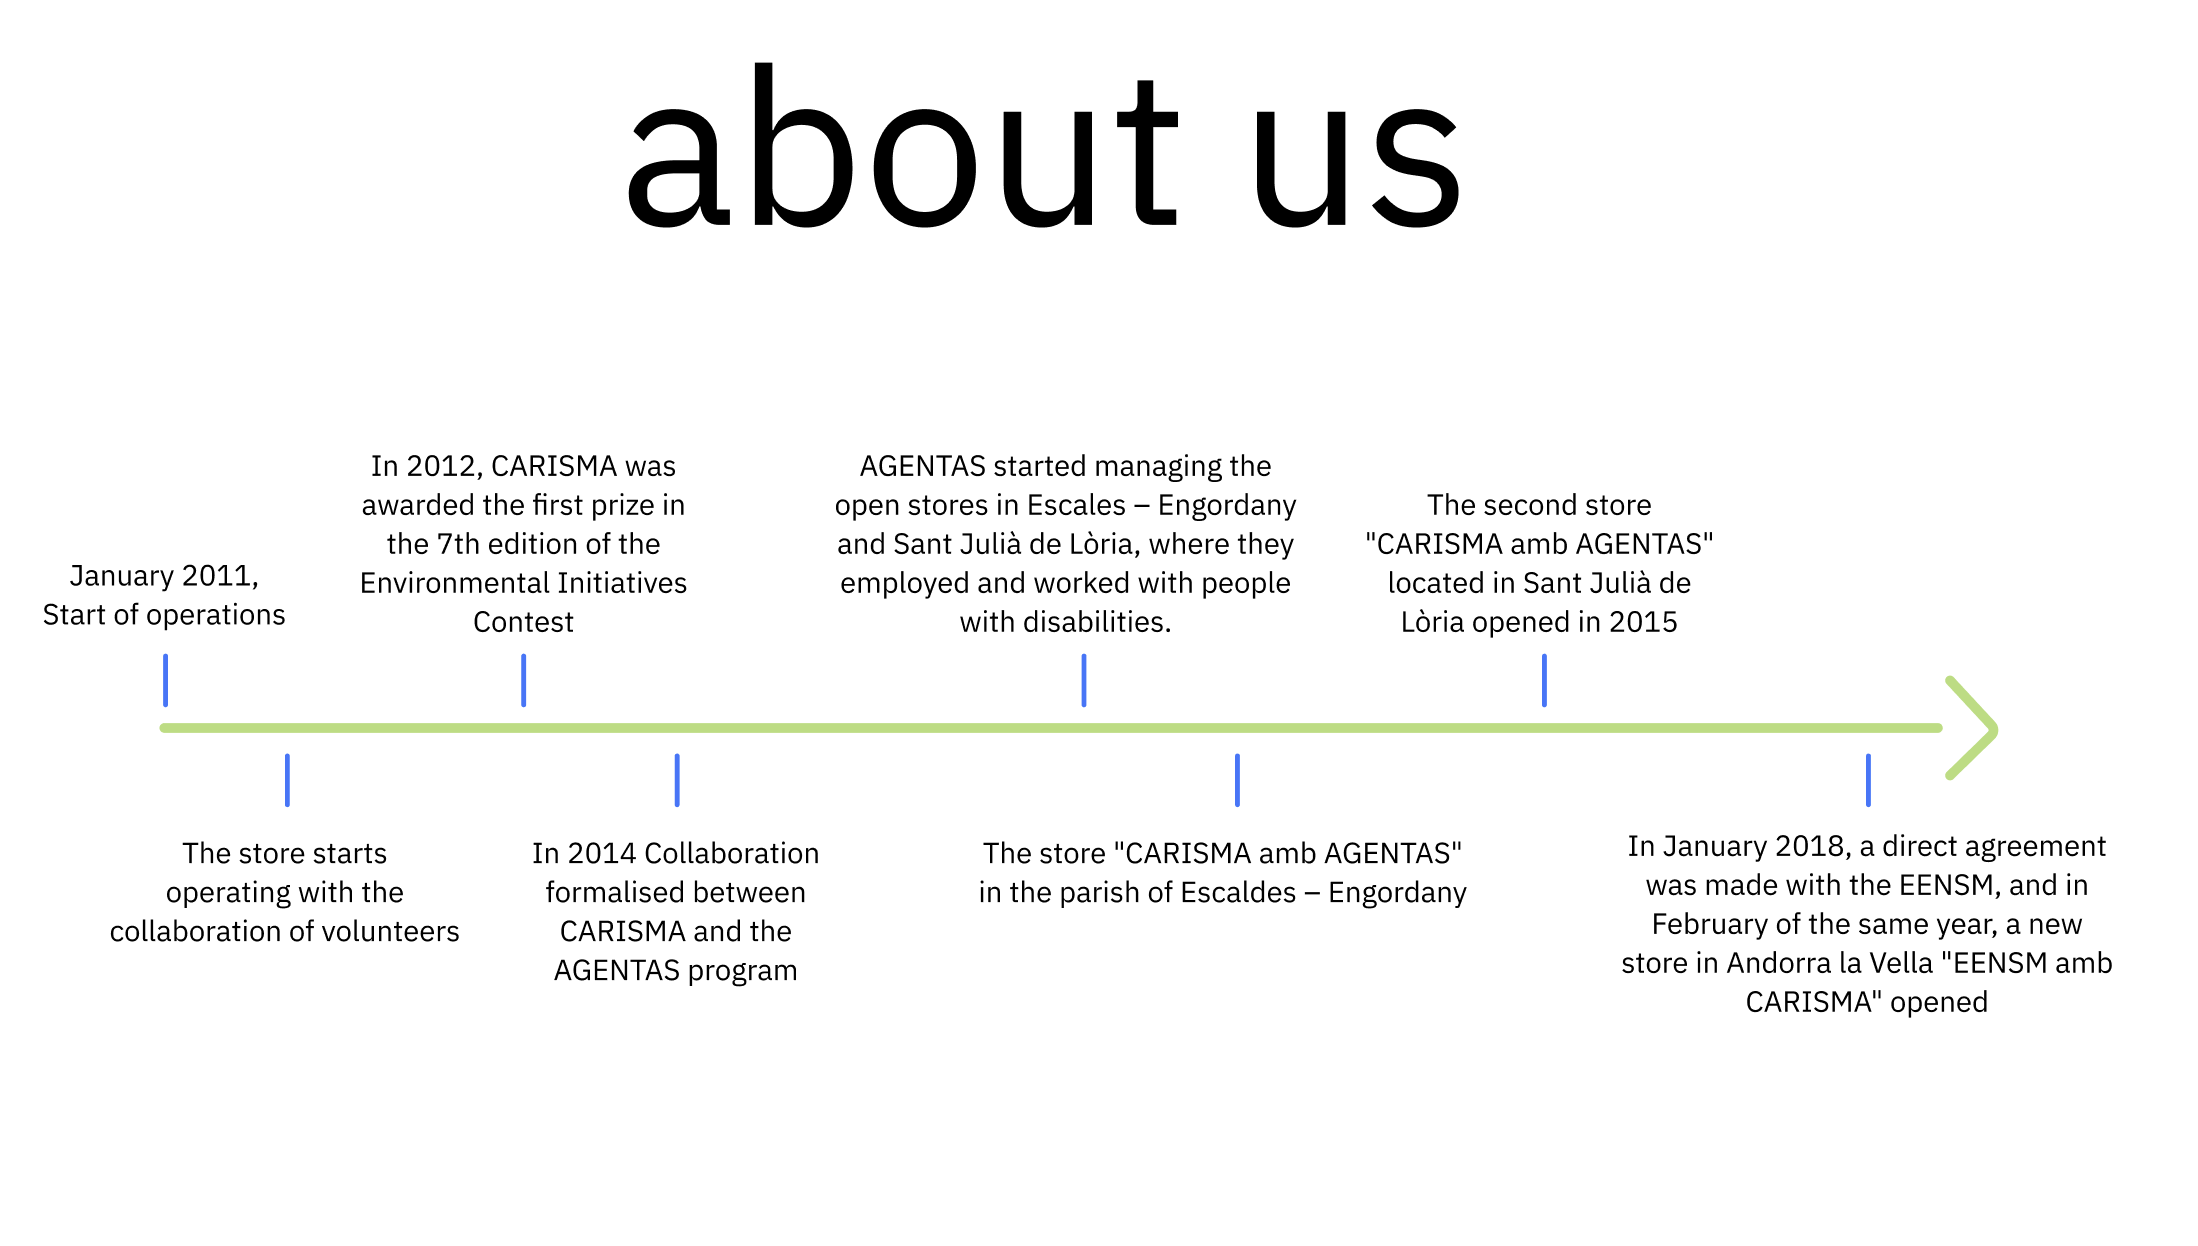 about us
January 2011,
Start of operations
The store starts
operating with the
collaboration of volunteers
In 2012, CARISMA was
awarded the first prize in
the 7th edition of the
Environmental Initiatives
Contest
In 2014 Collaboration
formalised between
CARISMA and the
AGENTAS program
AGENTAS started managing the
open stores in Escales – Engordany
and Sant Julià de Lòria, where they
employed and worked with people
with disabilities.
The store "CARISMA amb AGENTAS"
in the parish of Escaldes – Engordany
The second store
"CARISMA amb AGENTAS"
located in Sant Julià de
Lòria opened in 2015
In January 2018, a direct agreement
was made with the EENSM, and in
February of the same year, a new
store in Andorra la Vella "EENSM amb
CARISMA" opened